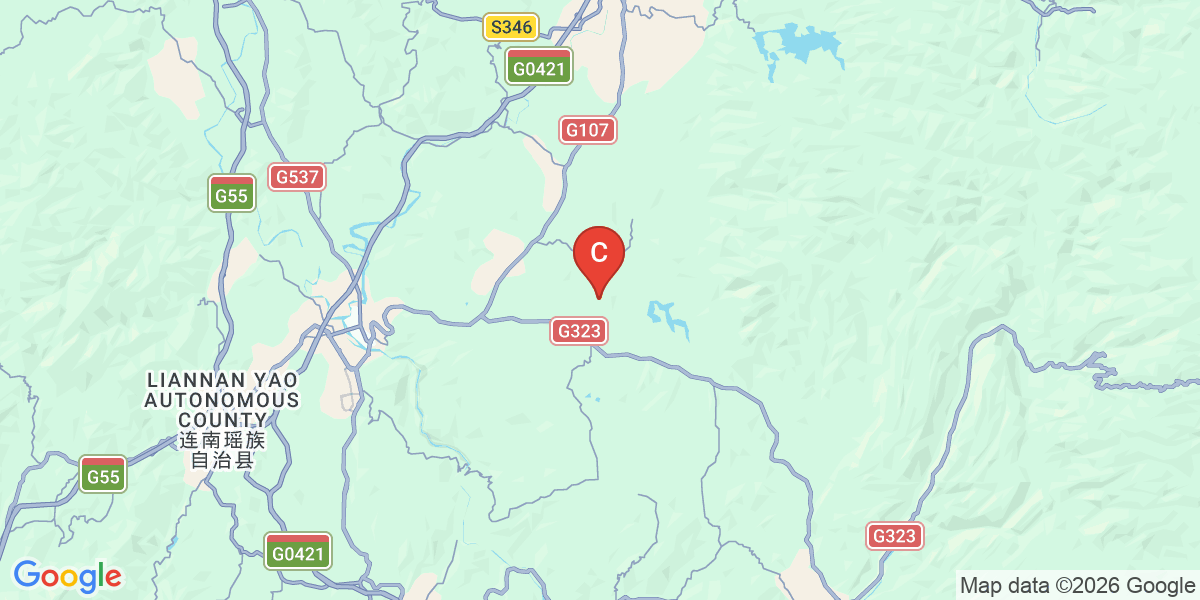 S346
G0421
G107
G537
G55
C
G323
LIANNAN YAO
AUTONOMOUS
COUNTY
连南瑶族
自治县
G55
G323
G0421
Google
Map data ©2026 Google